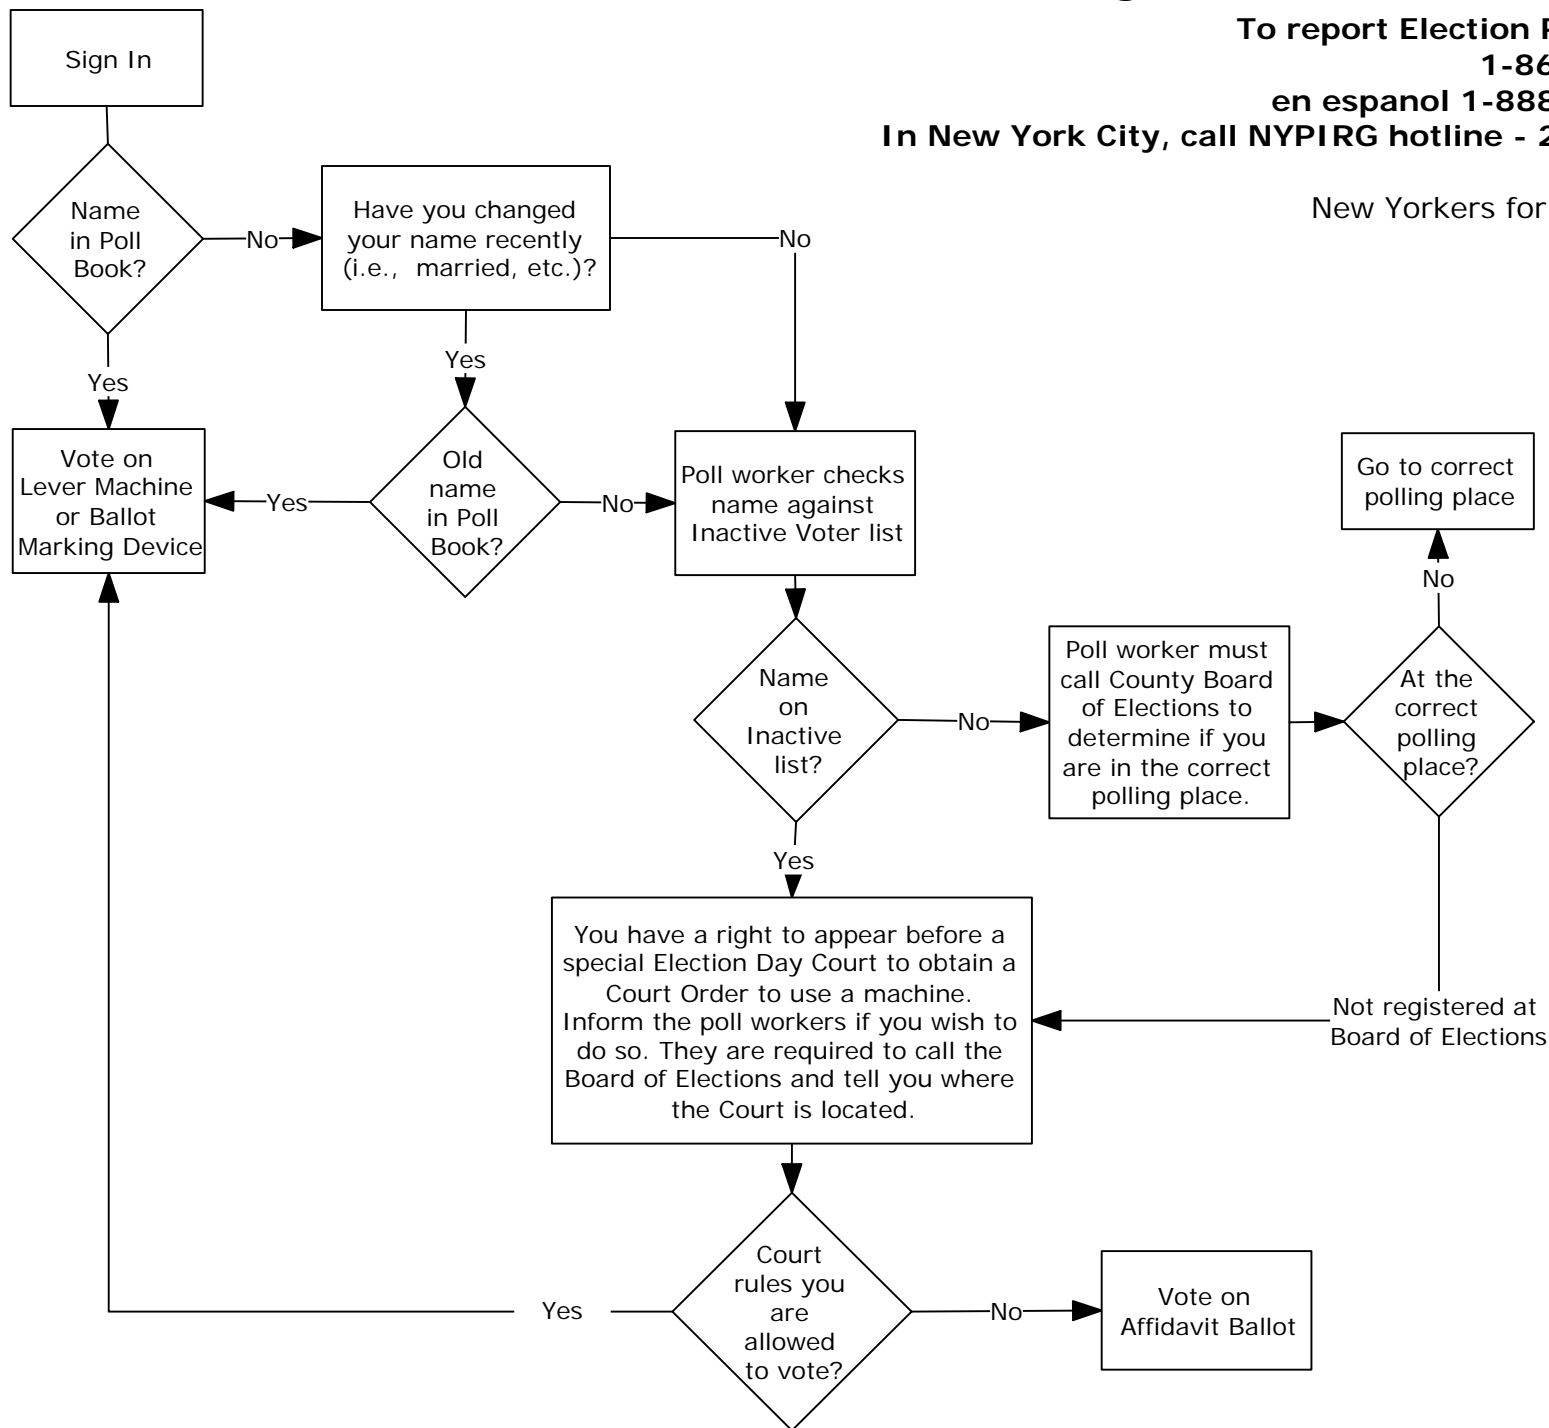 To report Election
1-86
en espanol 1-888
In New York City, call NYPIRG hotline - 2
New Yorkers for
Sign In
Name
in Poll
Book?
No
Have you changed
your name recently
(i.e., married, etc.)?
No
Yes
Yes
Vote on
Lever Machine
or Ballot
Marking Device
Yes
Old
name
in Poll
Book?
No
Poll worker checks
name against
Inactive Voter list
Go to correct
polling place
No
Name
on
Inactive
list?
No
Poll worker must
call County Board
of Elections to
determine if you
are in the correct
polling place.
At the
correct
polling
place?
Yes
You have a right to appear before a
special Election Day Court to obtain a
Court Order to use a machine.
Inform the poll workers if you wish to
do so. They are required to call the
Board of Elections and tell you where
the Court is located.
Not registered at
Board of Elections
Court
rules you
are
allowed
to vote?
Yes
No
Vote on
Affidavit Ballot